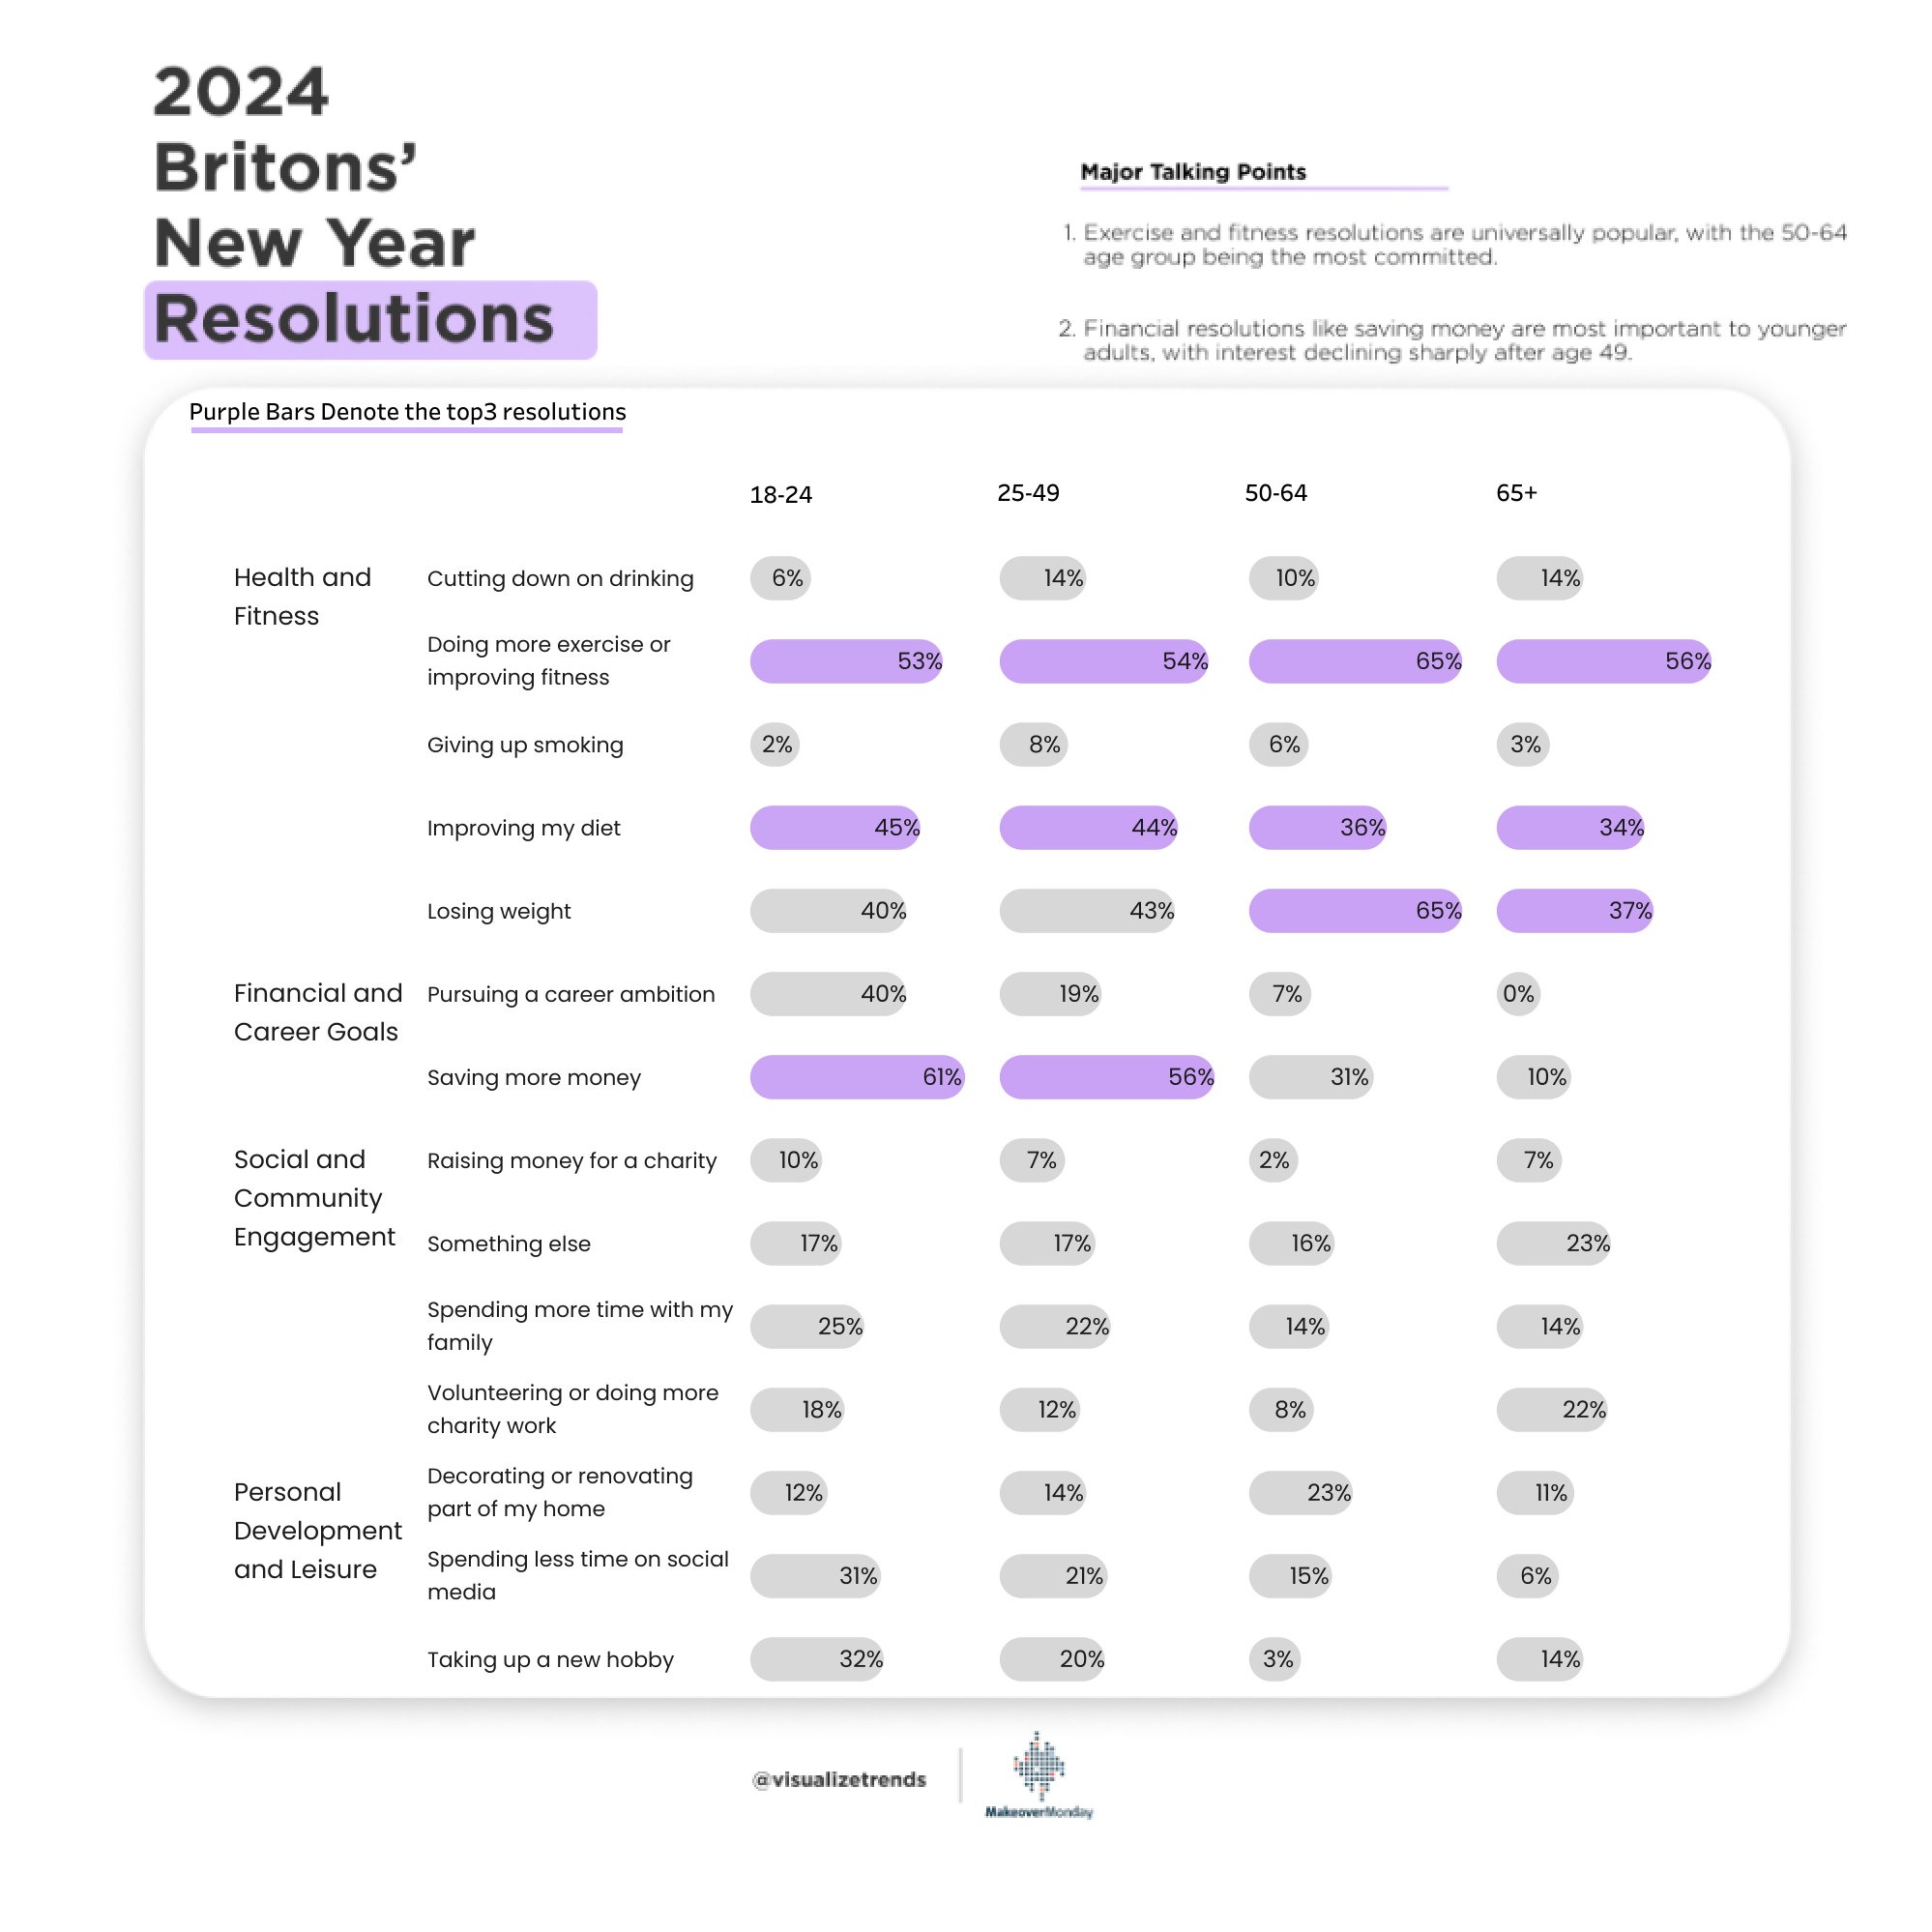 2024
Britons’
New Year
Resolutions
Major Talking Points
1. Exercise and fitness resolutions are universally popular, with the 50-64
age group being the most committed.
2. Financial resolutions like saving money are most important to younger
adults, with interest declining sharply after age 49.
Purple Bars Denote the top3 resolutions
18-24 25-49 50-64 65+
Health and
Fitness
Cutting down on drinking 6% 14% 10% 14%
Doing more exercise or
improving fitness
53% 54% 65% 56%
Giving up smoking 2% 8% 6% 3%
Improving my diet 45% 44% 36% 34%
Losing weight 40% 43% 65% 37%
Financial and
Career Goals
Pursuing a career ambition 40% 19% 7% 0%
Saving more money 61% 56% 31% 10%
Social and
Community
Engagement
Raising money for a charity 10% 7% 2% 7%
Something else 17% 17% 16% 23%
Spending more time with my
family
25% 22% 14% 14%
Volunteering or doing more
charity work
18% 12% 8% 22%
Personal
Development
and Leisure
Decorating or renovating
part of my home
12% 14% 23% 11%
Spending less time on social
media
31% 21% 15% 6%
Taking up a new hobby 32% 20% 3% 14%
@visualizetrends
MakeoverMonday